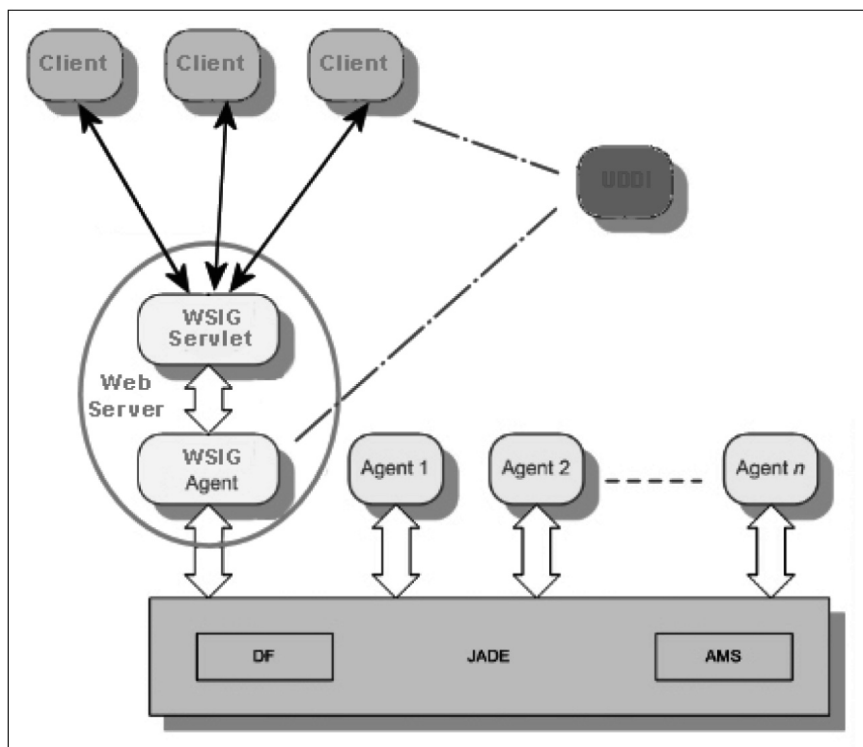 Client
Client
Client
UDDI
WSIG
Servlet
Web
Server
WSIG
Agent
Agent 1
Agent 2
Agent n
DF
JADE
AMS